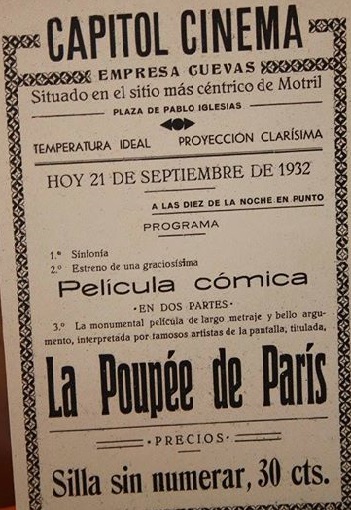 CAPITOL CINEMA
EMPRESA CUEVAS
Situado en el sitio más céntrico de Motril
PLAZA DE PABLO IGLESIAS
TEMPERATURA IDEAL PROYECCIÓN CLARÍSIMA
HOY 21 DE SEPTIEMBRE DE 1932
A LAS DIEZ DE LA NOCHE EN PUNTO
PROGRAMA
1.º Sinfonía
2.º Estreno de una graciosísima
Película cómica
·EN DOS PARTES·
3.º La monumental película de largo metraje y bello argu-
mento, interpretada por famosos artistas de la pantalla, titulada,
La Poupée de París
·PRECIOS·
Silla sin numerar, 30 cts.